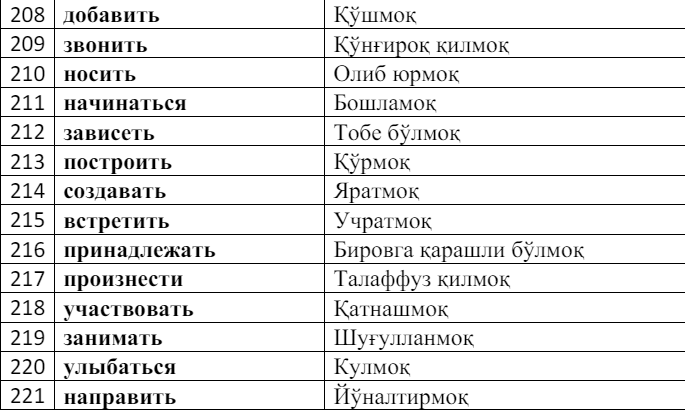 208 добавить Қўшмоқ
209 звонить Қўнғироқ қилмоқ
210 носить Олиб юрмоқ
211 начинаться Бошламоқ
212 зависеть Тобе бўлмоқ
213 построить Қўрмоқ
214 создавать Яратмоқ
215 встретить Учратмоқ
216 принадлежать Бировга қарашли бўлмоқ
217 произнести Талаффуз қилмоқ
218 участвовать Қатнашмоқ
219 занимать Шуғулланмоқ
220 улыбаться Кулмоқ
221 направить Йўналтирмоқ